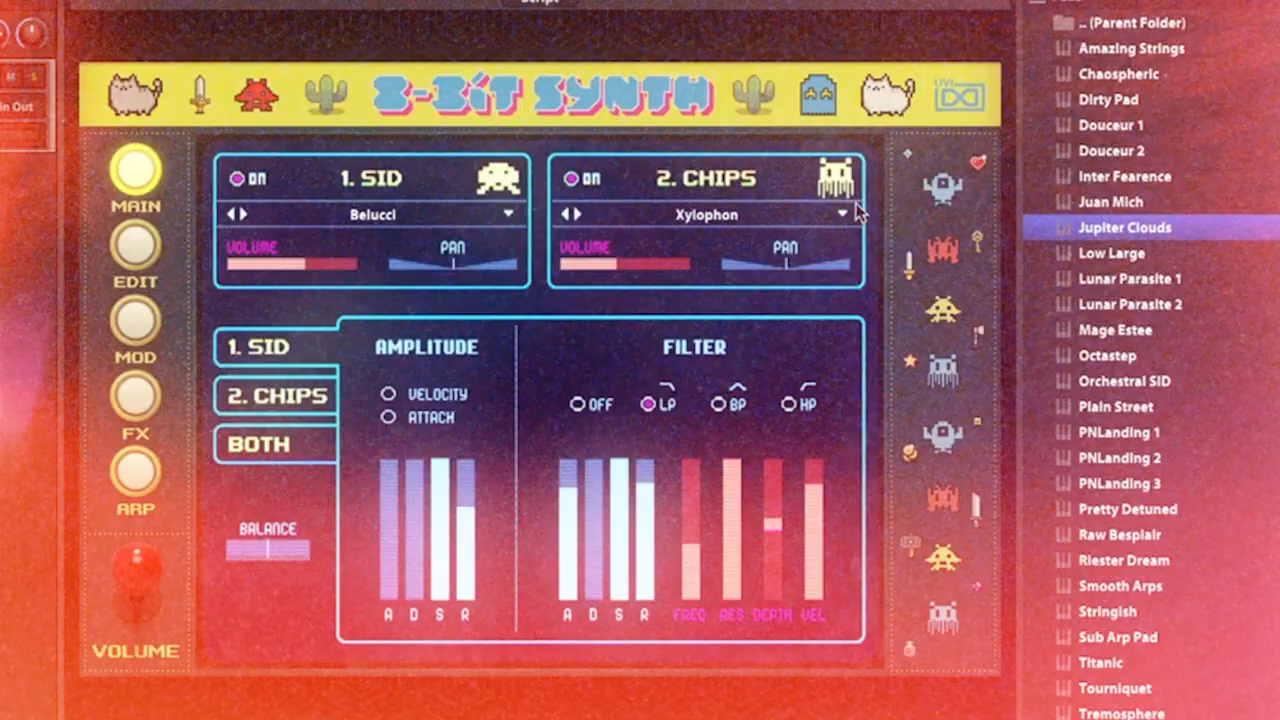 Script
M S
in Out
8-BiT SYNTH
UVI
MAIN
EDIT
MOD
FX
ARP
VOLUME
ON 1. SID
Belucci
VOLUME PAN
ON 2. CHIPS
Xylophon
VOLUME PAN
1. SID
2. CHIPS
BOTH
BALANCE
AMPLITUDE
VELOCITY
ATTACH
A D S R
FILTER
OFF LP BP HP
A D S R FREQ RES DEPTH VEL
.. (Parent Folder)
Amazing Strings
Chaospheric
Dirty Pad
Douceur 1
Douceur 2
Inter Fearence
Juan Mich
Jupiter Clouds
Low Large
Lunar Parasite 1
Lunar Parasite 2
Mage Estee
Octastep
Orchestral SID
Plain Street
PNLanding 1
PNLanding 2
PNLanding 3
Pretty Detuned
Raw Besplair
Riester Dream
Smooth Arps
Stringish
Sub Arp Pad
Titanic
Tourniquet
Tremosphere